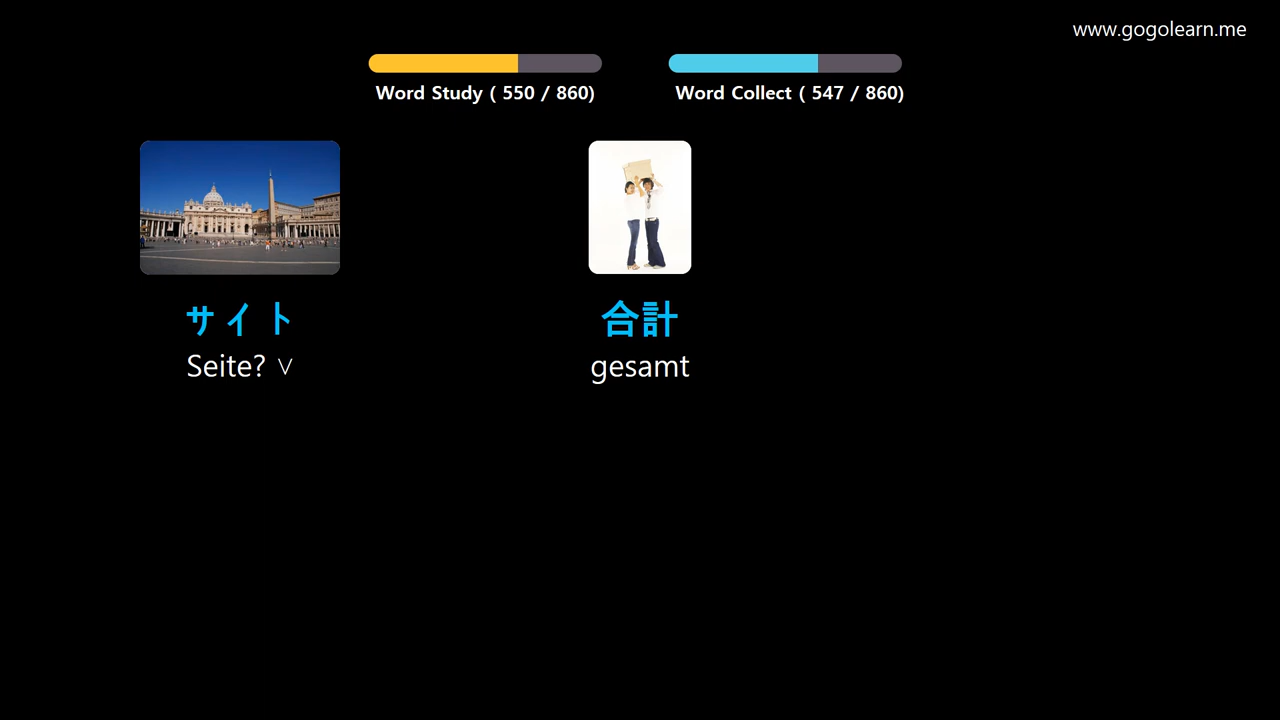 www.gogolearn.me
Word Study ( 550 / 860)
Word Collect ( 547 / 860)
サイト
Seite? ∨
合計
gesamt